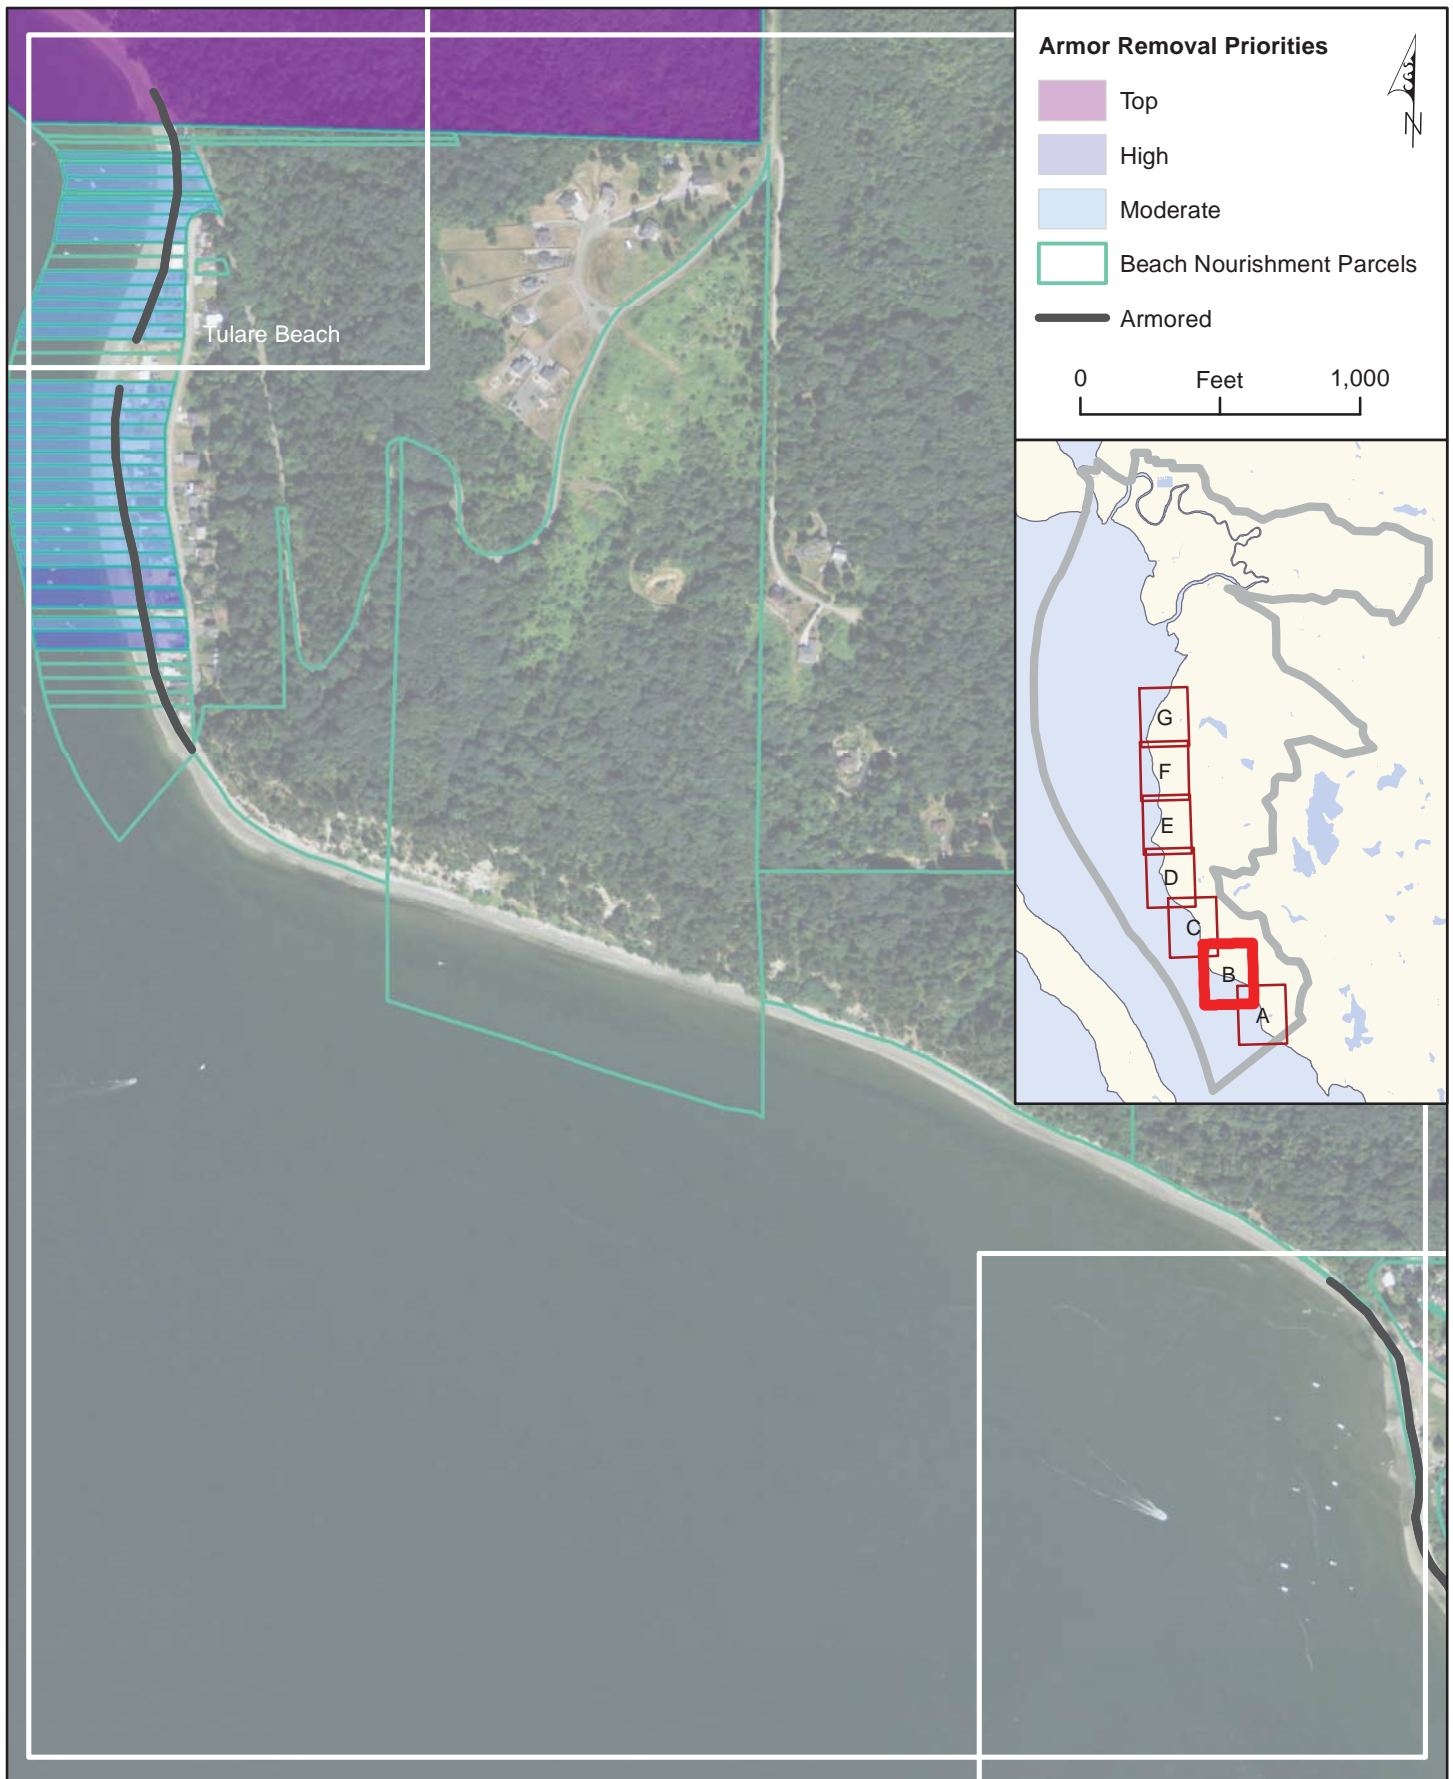 Armor Removal Priorities
Top
High
Moderate
Beach Nourishment Parcels
Armored
N
0 Feet 1,000
Tulare Beach
G
F
E
D
C
B
A